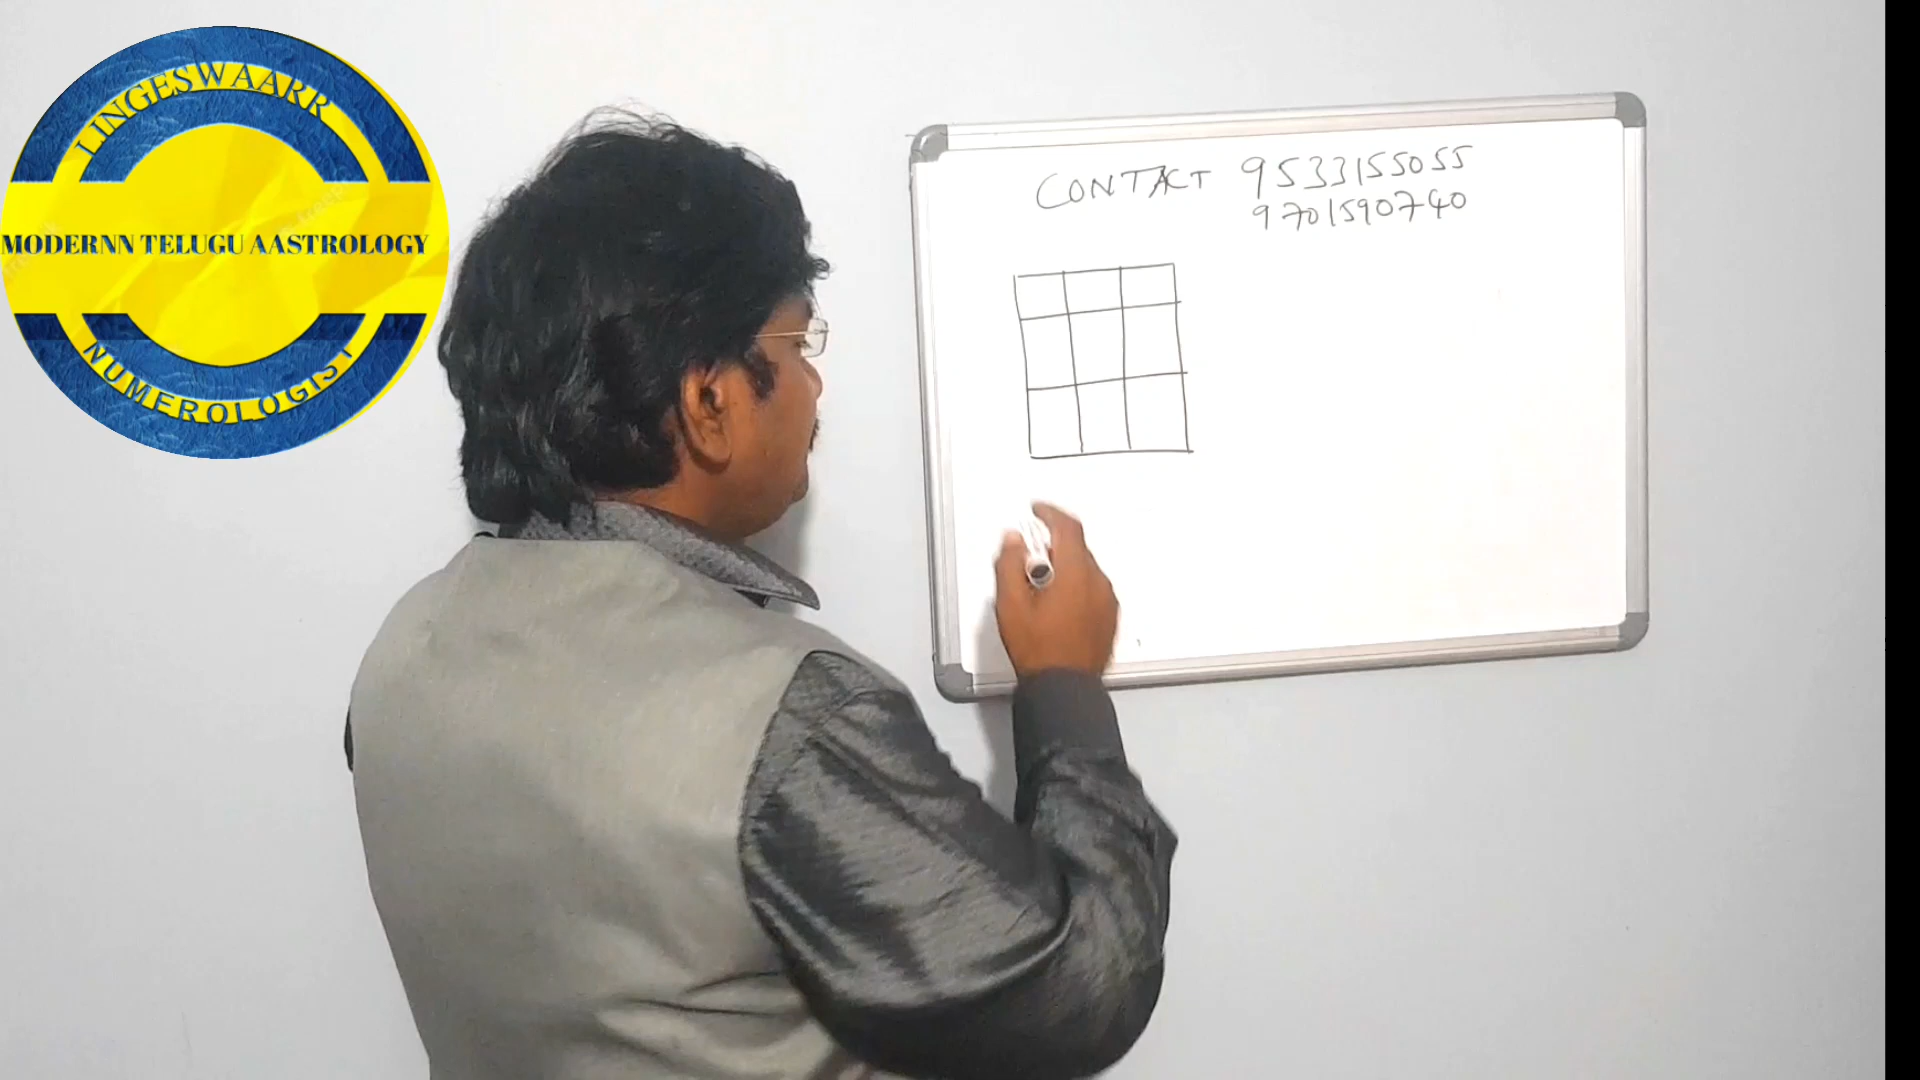 LINGESWAARR
MODERNN TELUGU AASTROLOGY
NUMEROLOGIST
CONTACT 9533155055
9701590740